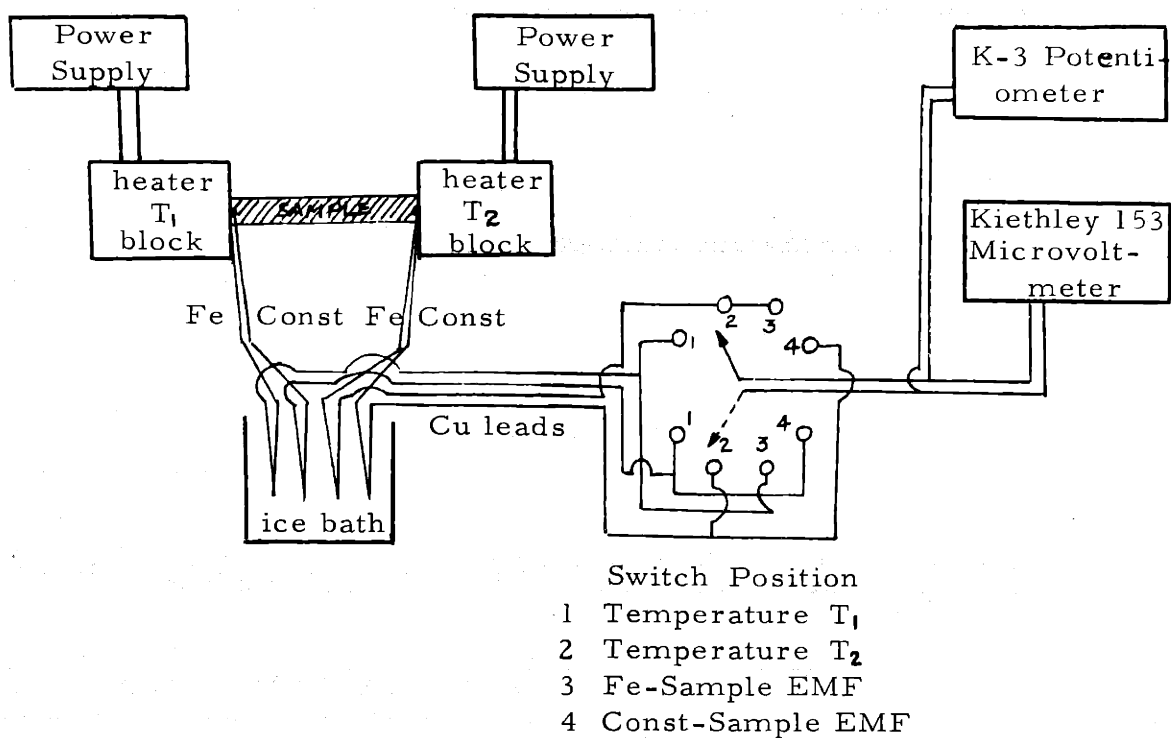 Power
Supply
Power
Supply
K-3 Potenti-
ometer
heater
T1
block
SAMPLE
heater
T2
block
Kiethley 153
Microvolt-
meter
Fe Const Fe Const
2 3
1 4
1 2 3 4
Cu leads
ice bath
Switch Position
1 Temperature T1
2 Temperature T2
3 Fe-Sample EMF
4 Const-Sample EMF